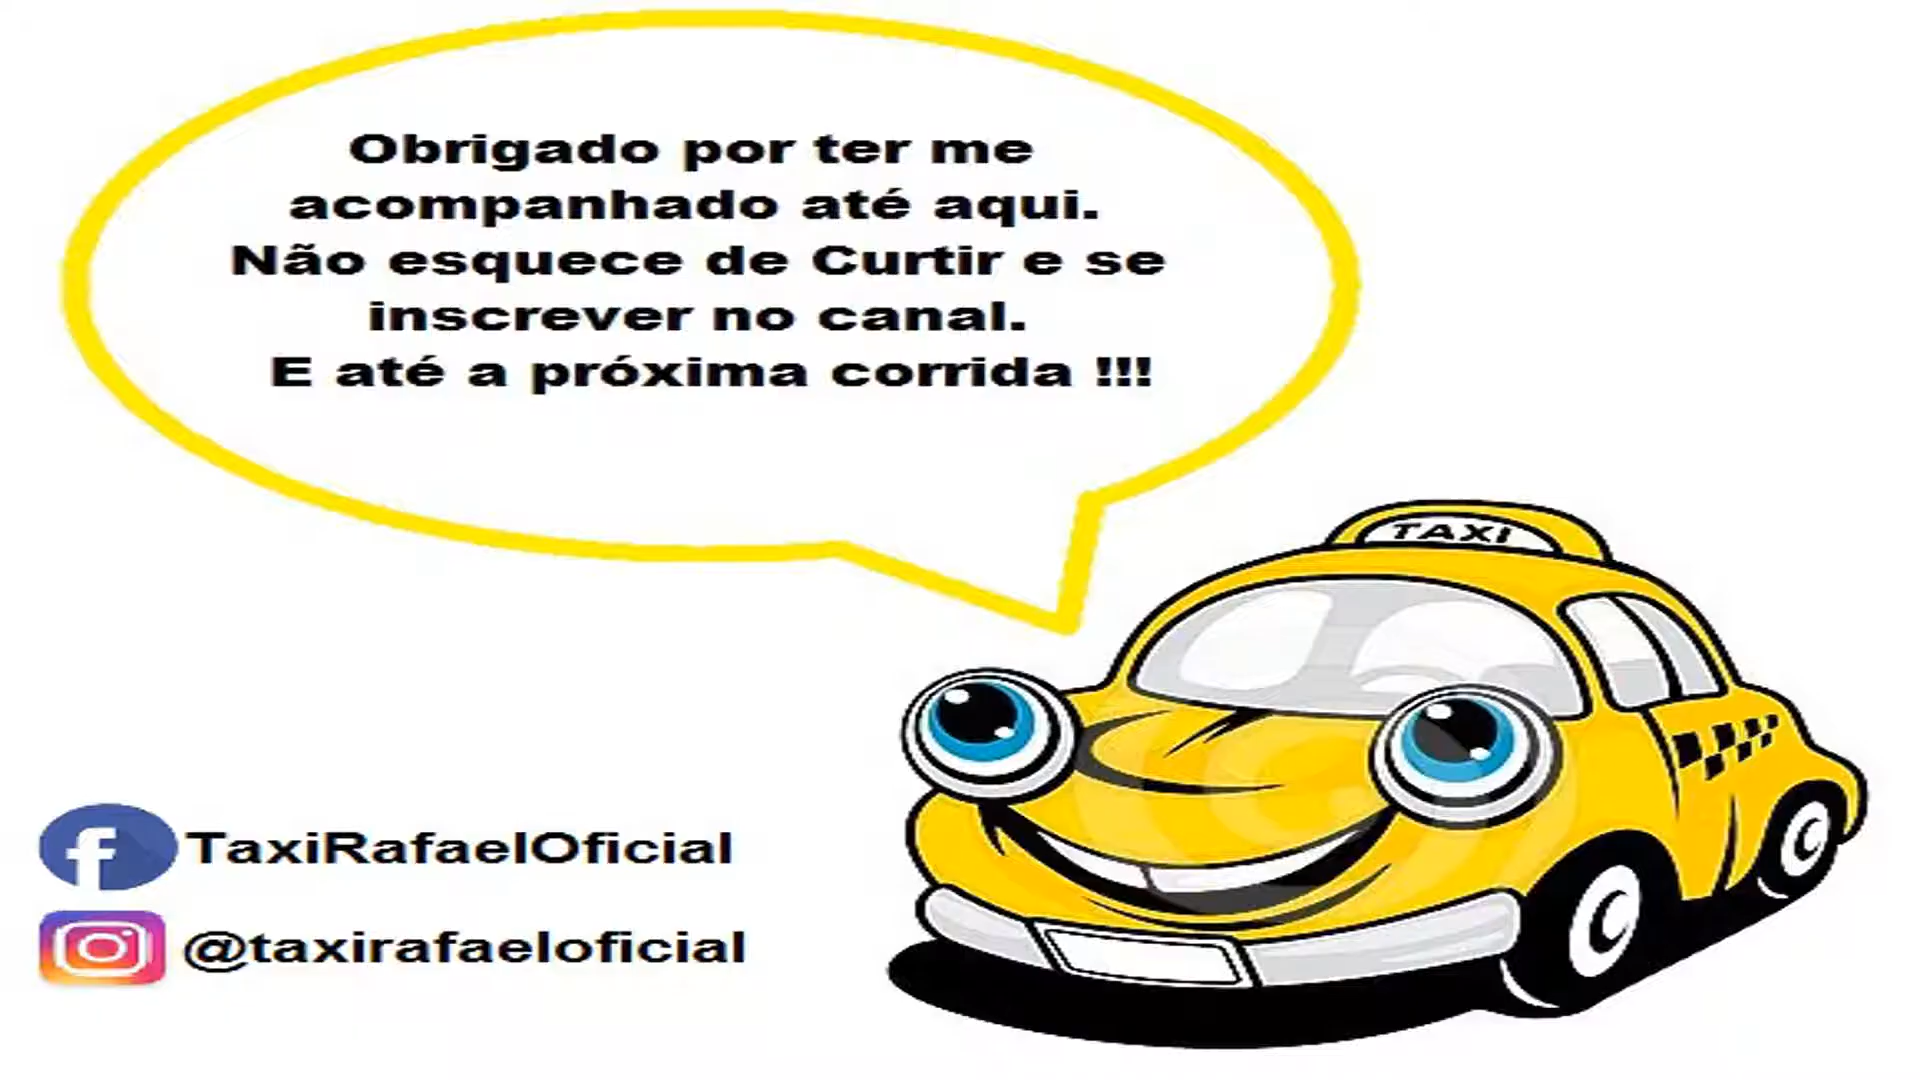 Obrigado por ter me
acompanhado até aqui.
Não esquece de Curtir e se
inscrever no canal.
E até a próxima corrida !!!
TAXI
TaxiRafaelOficial
@taxirafaeloficial